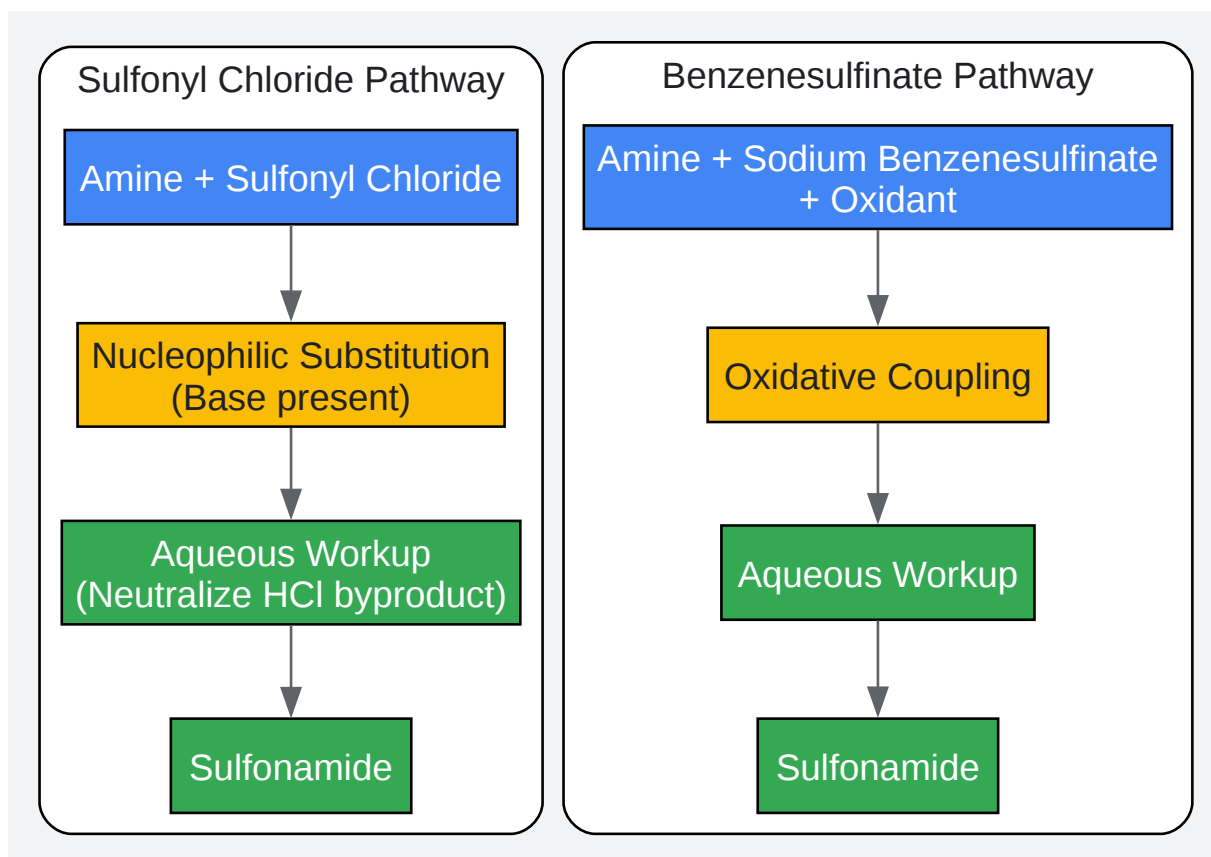 Sulfonyl Chloride Pathway
Amine + Sulfonyl Chloride
Nucleophilic Substitution
(Base present)
Aqueous Workup
(Neutralize HCl byproduct)
Sulfonamide
Benzenesulfinate Pathway
Amine + Sodium Benzenesulfinate
+ Oxidant
Oxidative Coupling
Aqueous Workup
Sulfonamide